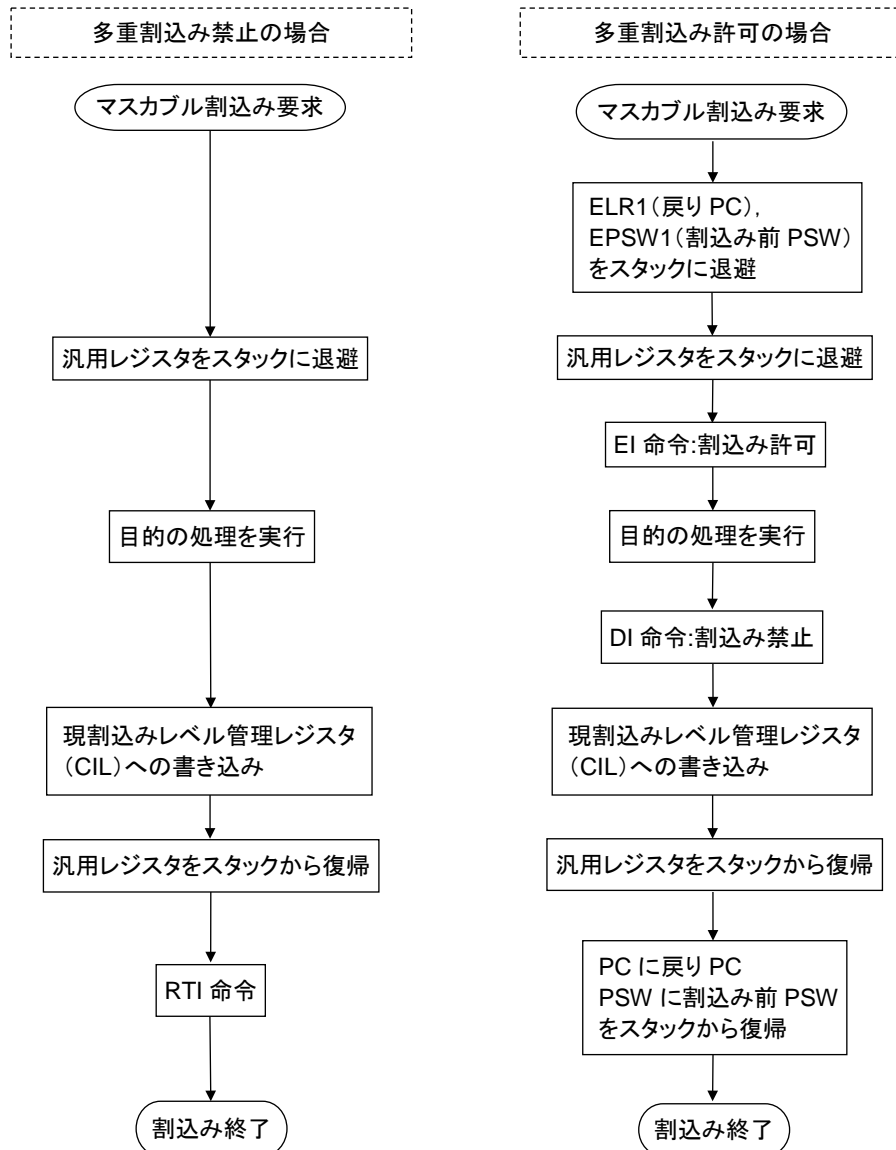 多重割込み禁止の場合
マスカブル割込み要求
汎用レジスタをスタックに退避
目的の処理を実行
現割込みレベル管理レジスタ
(CIL)への書き込み
汎用レジスタをスタックから復帰
RTI 命令
割込み終了
多重割込み許可の場合
マスカブル割込み要求
ELR1(戻り PC),
EPSW1(割込み前 PSW)
をスタックに退避
汎用レジスタをスタックに退避
EI 命令:割込み許可
目的の処理を実行
DI 命令:割込み禁止
現割込みレベル管理レジスタ
(CIL)への書き込み
汎用レジスタをスタックから復帰
PC に戻り PC
PSW に割込み前 PSW
をスタックから復帰
割込み終了